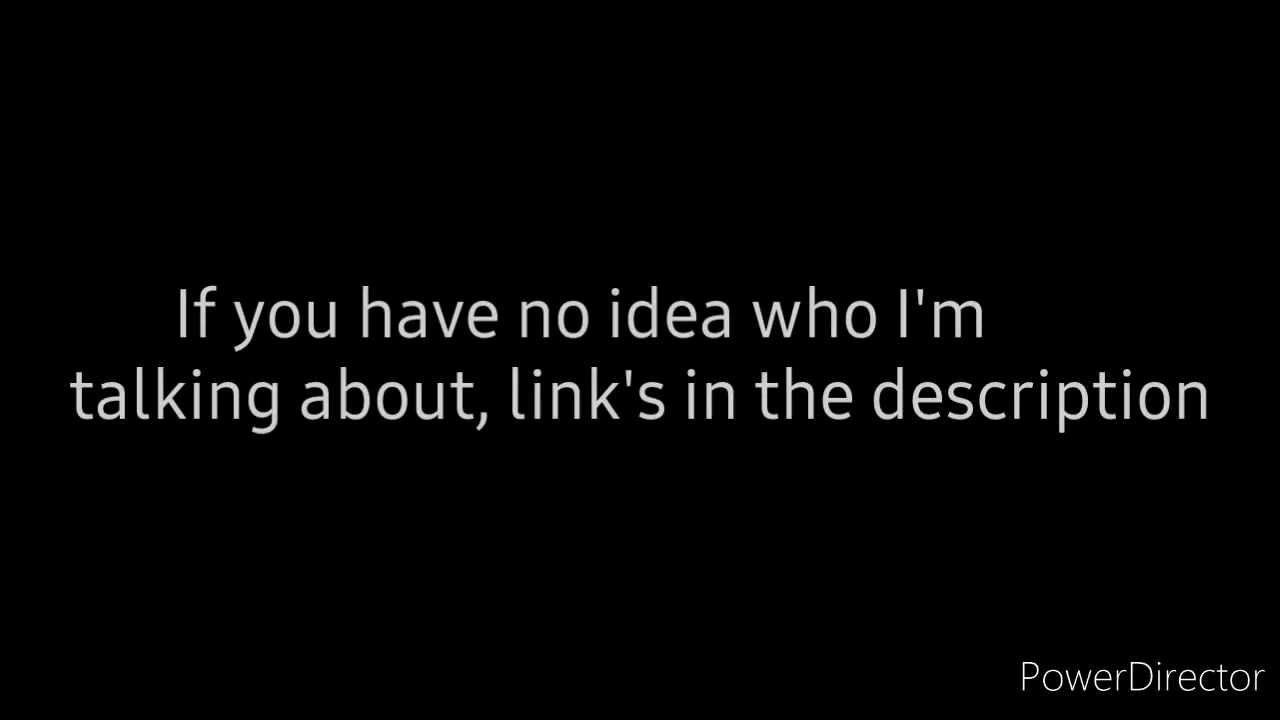 If you have no idea who I'm
talking about, link's in the description
PowerDirector